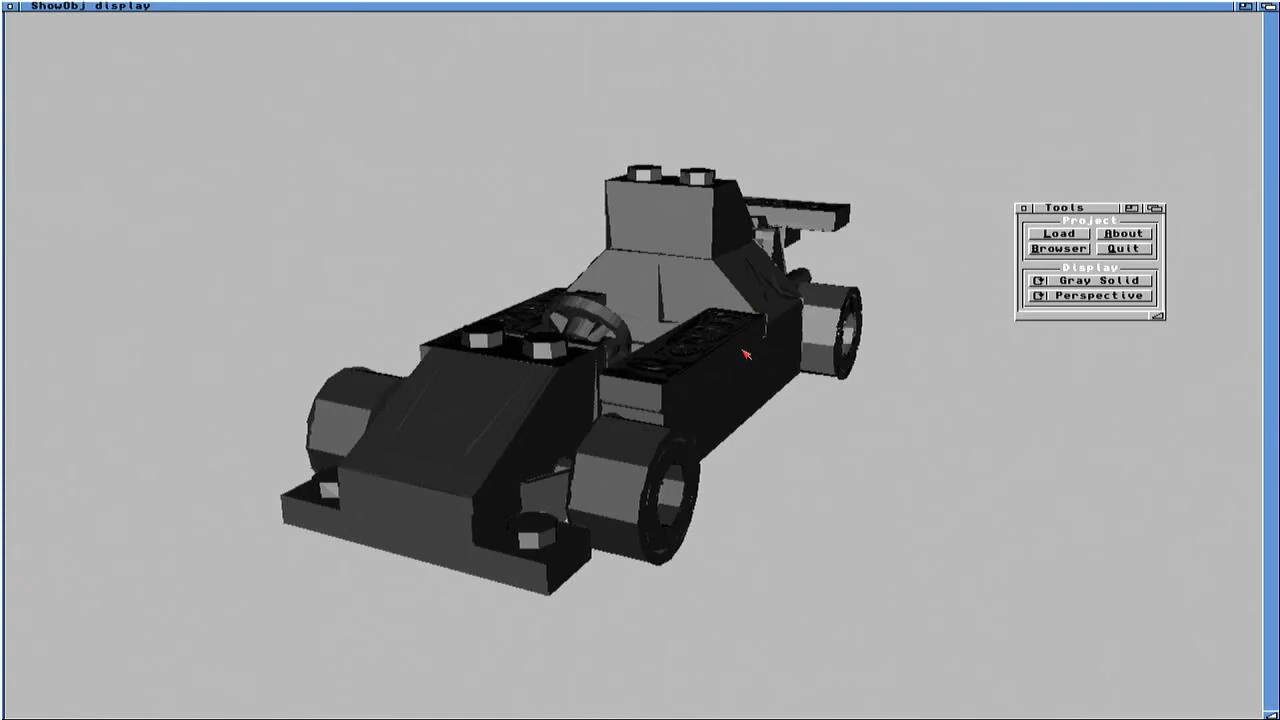 ShowObj display
Tools
Project
Load About
Browser Quit
Display
Gray Solid
Perspective